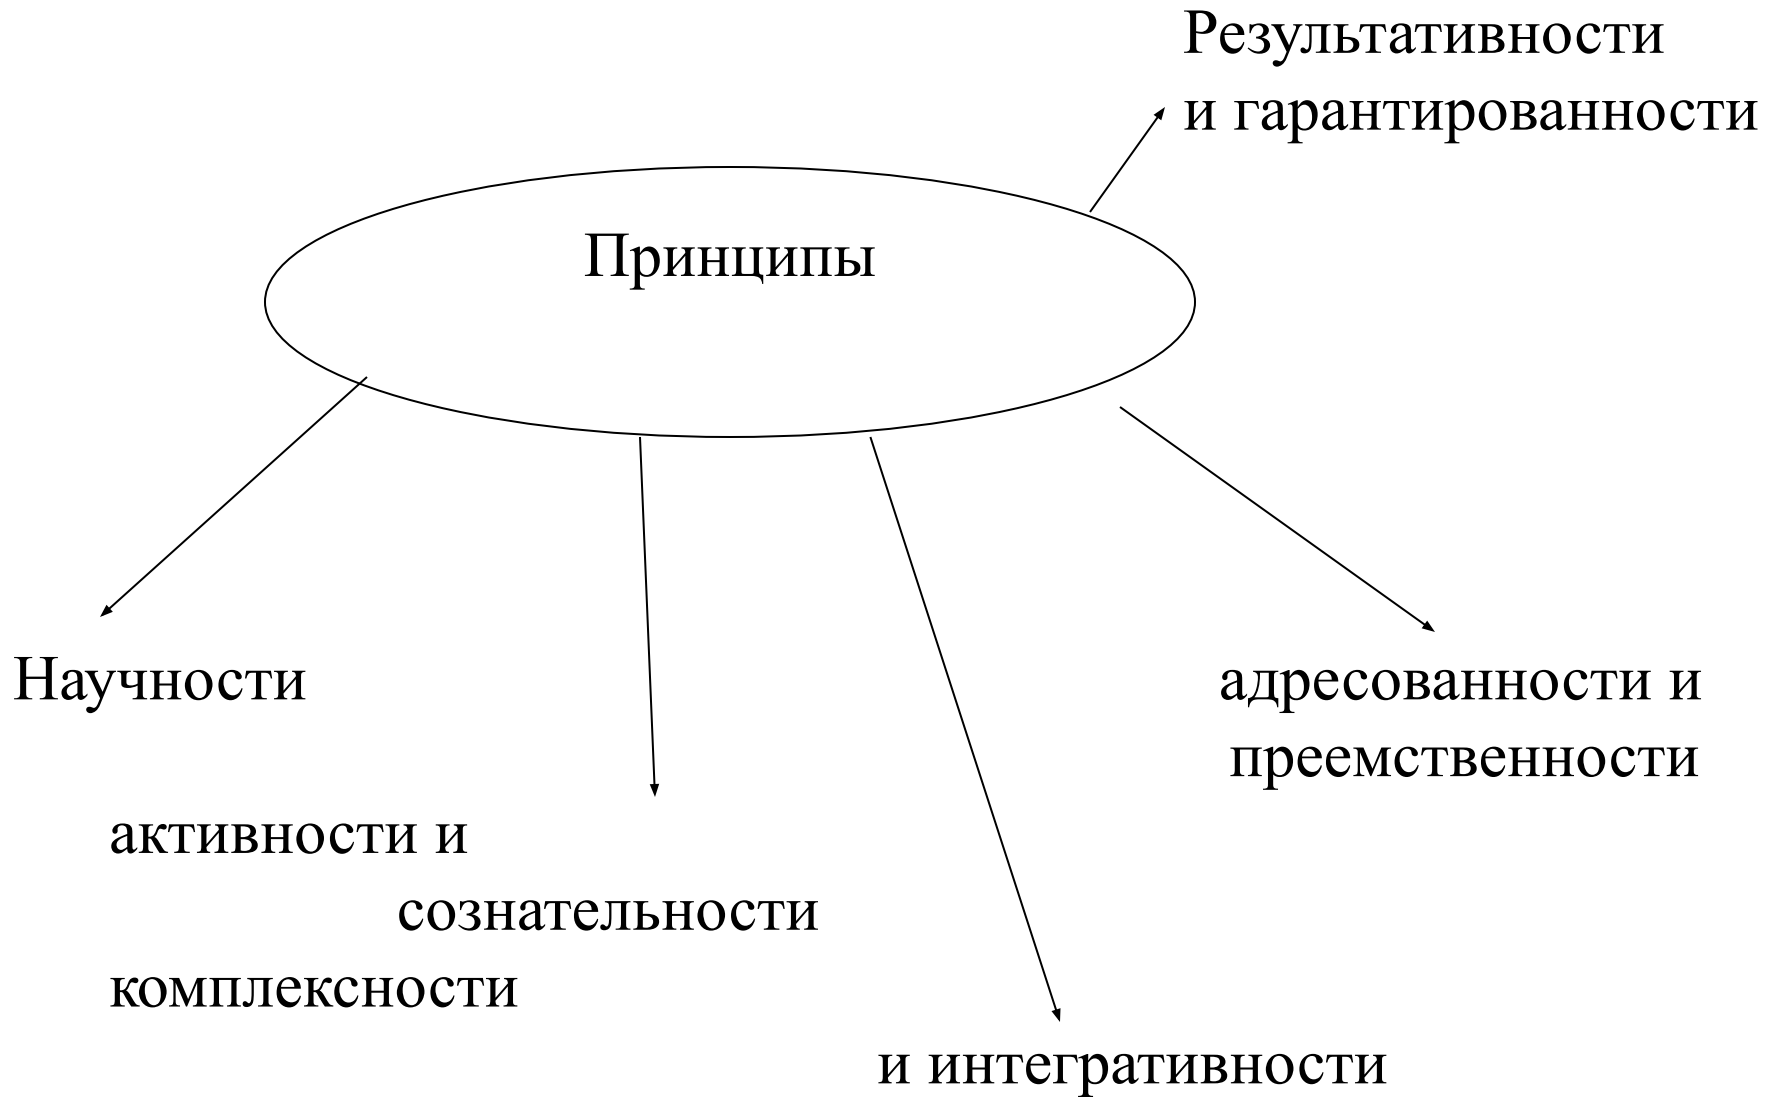 Результативности
и гарантированности
Принципы
Научности
адресованности и
преемственности
активности и
сознательности
комплексности
и интегративности